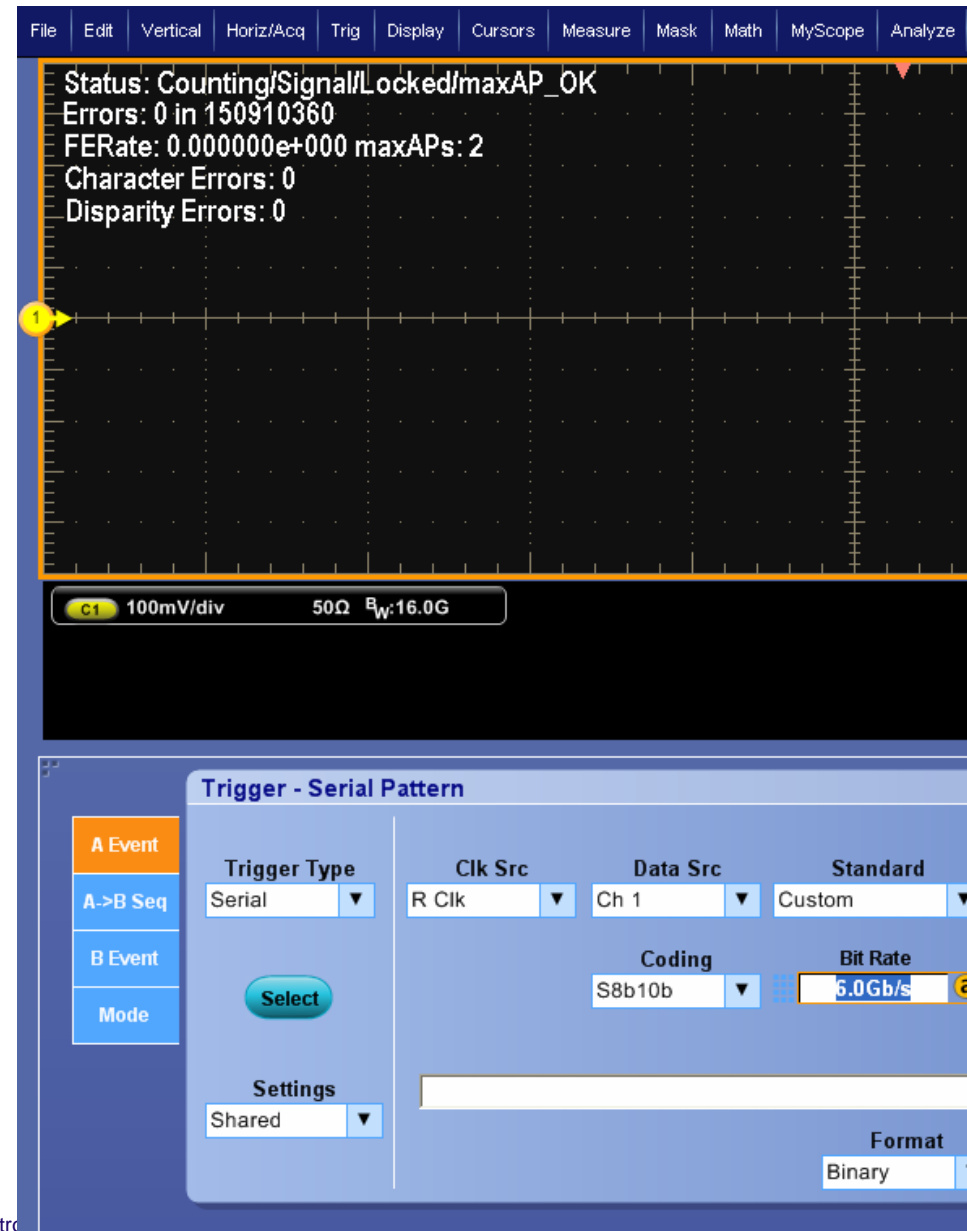 File Edit Vertical Horiz/Acq Trig Display Cursors Measure Mask Math MyScope Analyze
Status: Counting/Signal/Locked/maxAP_OK
Errors: 0 in 150910360
FERate: 0.000000e+000 maxAPs: 2
Character Errors: 0
Disparity Errors: 0
1
C1 100mV/div 50Ω BW:16.0G
Trigger - Serial Pattern
A Event
A->B Seq
B Event
Mode
Trigger Type
Serial
Select
Settings
Shared
Clk Src
R Clk
Data Src
Ch 1
Standard
Custom
Coding
S8b10b
Bit Rate
6.0Gb/s
a
Format
Binary